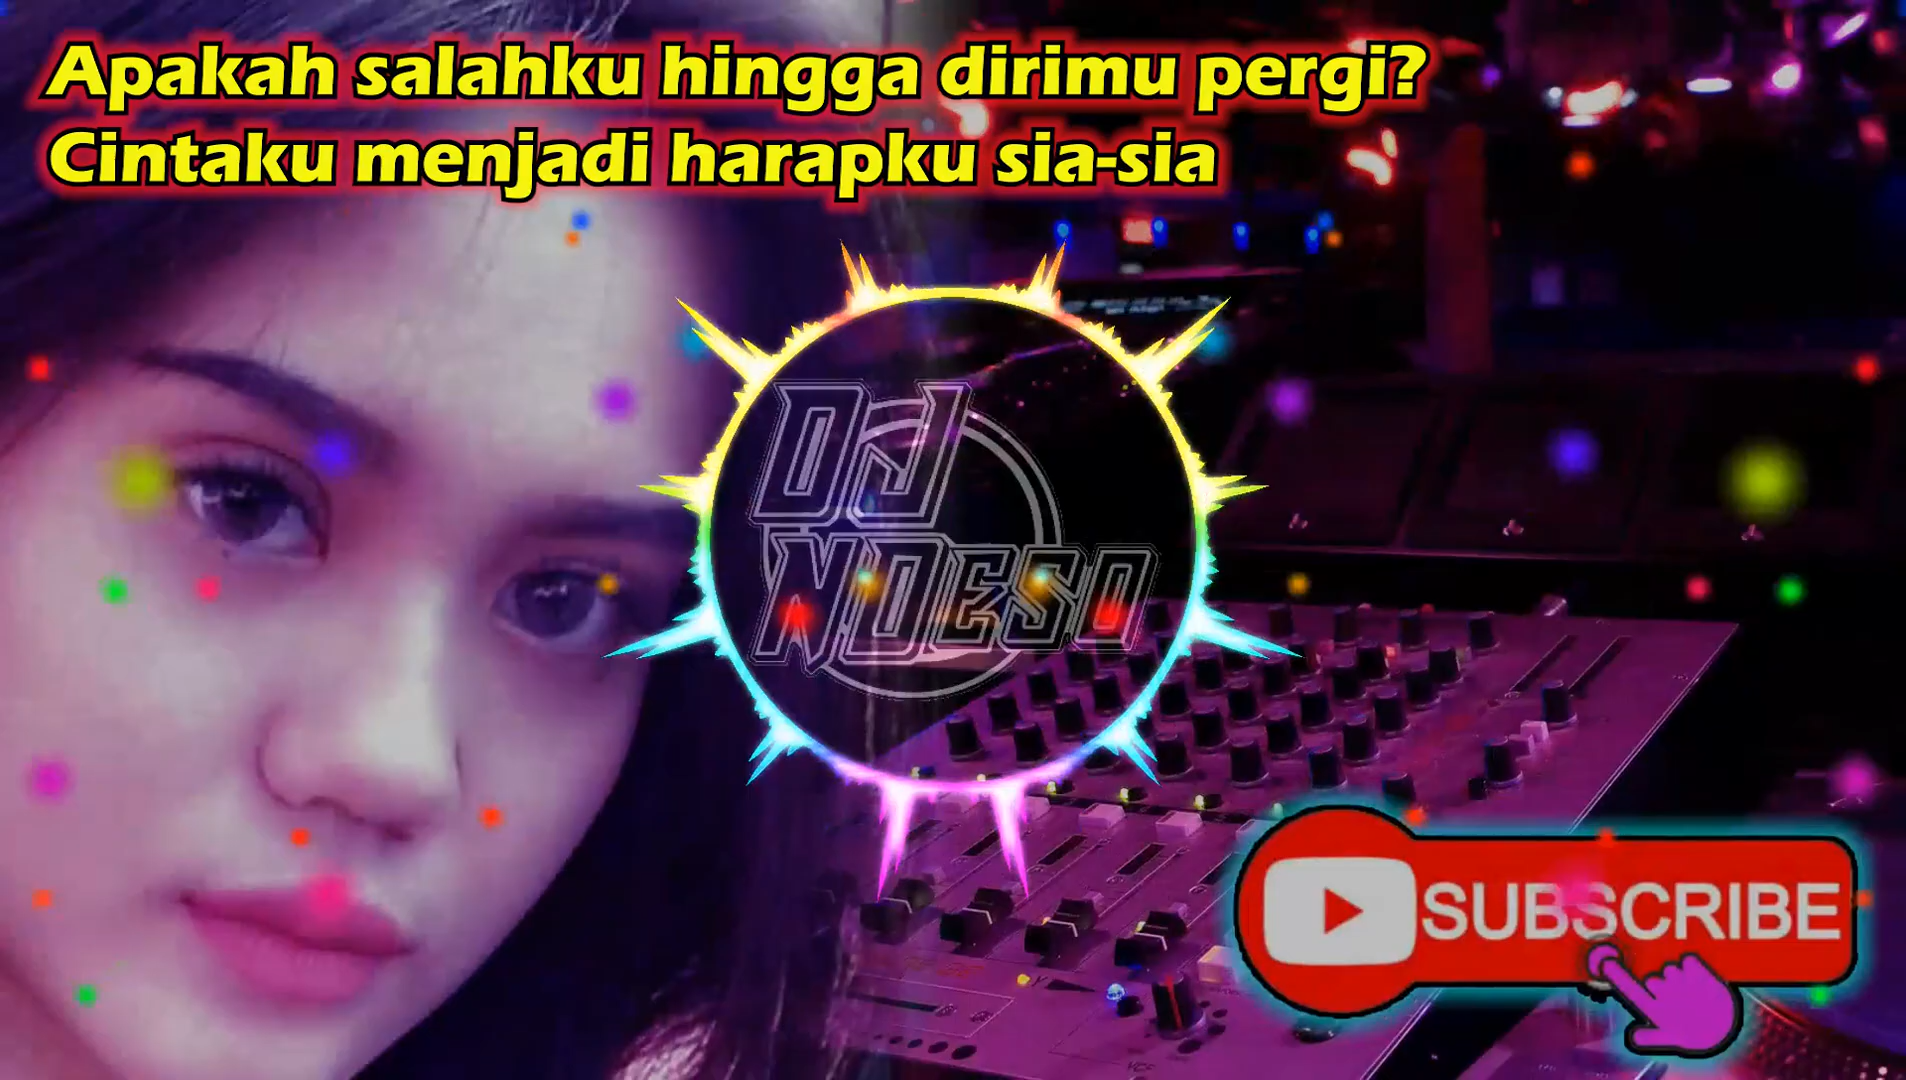 Apakah salahku hingga dirimu pergi?
Cintaku menjadi harapku sia-sia
DJ
NDESO
SUBSCRIBE